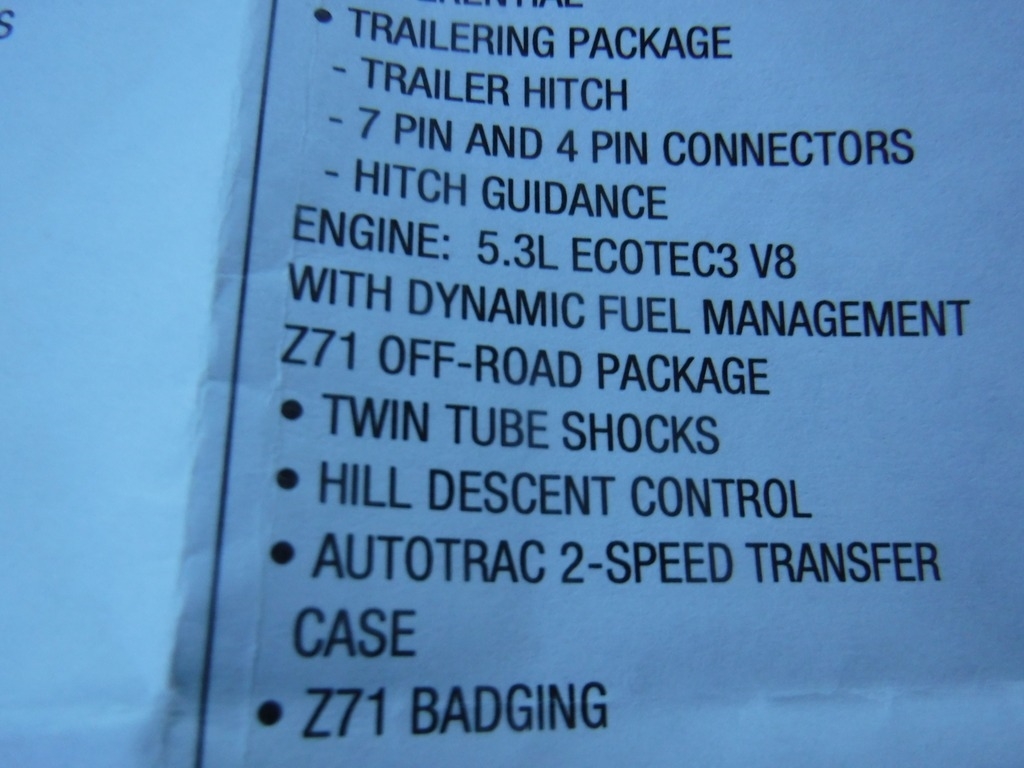 • TRAILERING PACKAGE
- TRAILER HITCH
- 7 PIN AND 4 PIN CONNECTORS
- HITCH GUIDANCE
ENGINE: 5.3L ECOTEC3 V8
WITH DYNAMIC FUEL MANAGEMENT
Z71 OFF-ROAD PACKAGE
• TWIN TUBE SHOCKS
• HILL DESCENT CONTROL
• AUTOTRAC 2-SPEED TRANSFER
CASE
• Z71 BADGING